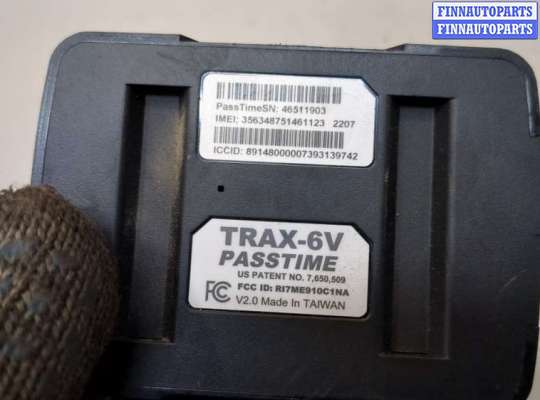 FINNAUTOPARTS
FINNAUTOPARTS
PassTimeSN: 46511903
IMEI: 356348751461123 2207
ICCID: 89148000007393139742
TRAX-6V
PASSTIME
US PATENT NO. 7,650,509
FC FCC ID: RI7ME910C1NA
V2.0 Made In TAIWAN